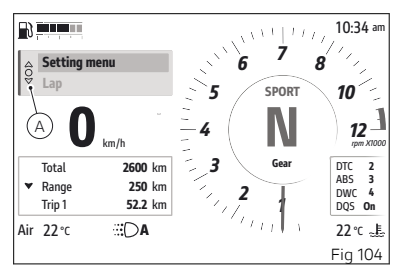 10:34 am
Setting menu
Lap
A
0 km/h
-
Total 2600 km
Range 250 km
Trip 1 52.2 km
Air 22 °C
A
1
2
3
4
5
6
7
8
10
12
rpm X1000
SPORT
N
Gear
DTC 2
ABS 3
DWC 4
DQS On
22 °C
Fig 104